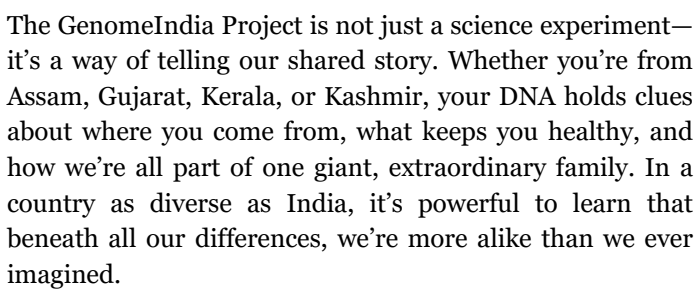 The GenomeIndia Project is not just a science experiment—
it’s a way of telling our shared story. Whether you’re from
Assam, Gujarat, Kerala, or Kashmir, your DNA holds clues
about where you come from, what keeps you healthy, and
how we’re all part of one giant, extraordinary family. In a
country as diverse as India, it’s powerful to learn that
beneath all our differences, we’re more alike than we ever
imagined.